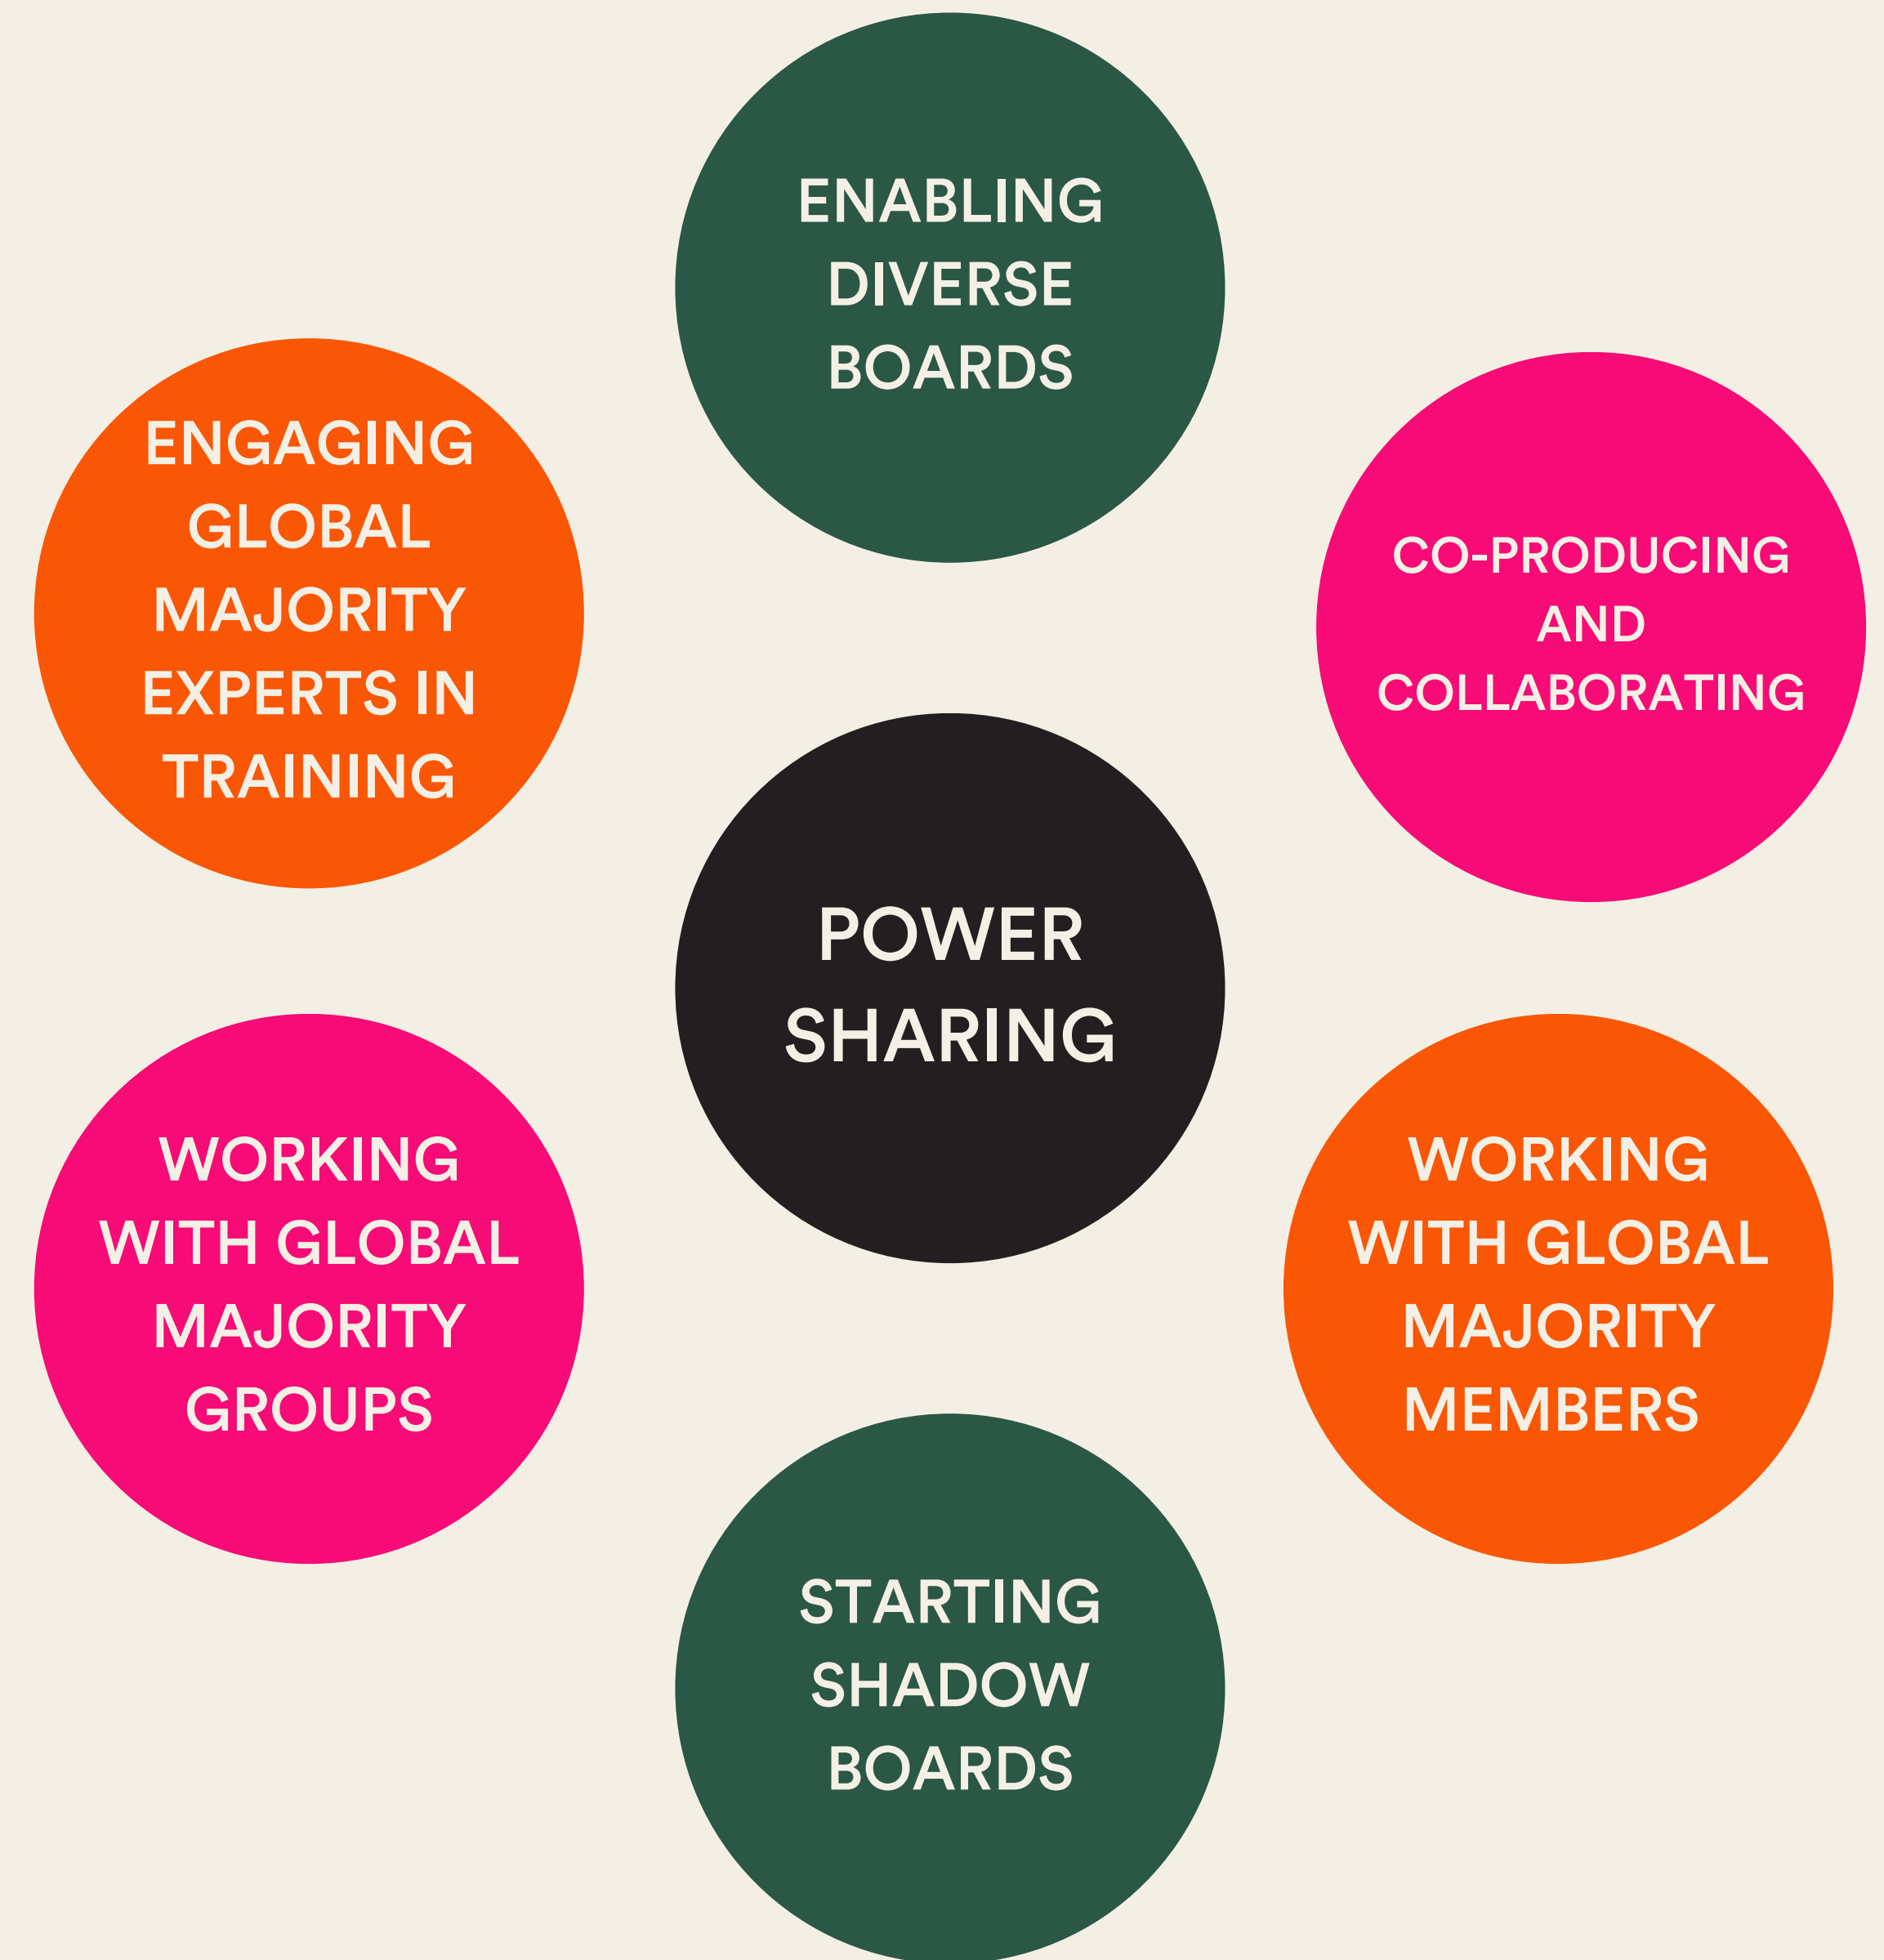 ENABLING
DIVERSE
BOARDS
ENGAGING
GLOBAL
MAJORITY
EXPERTS IN
TRAINING
CO-PRODUCING
AND
COLLABORATING
POWER
SHARING
WORKING
WITH GLOBAL
MAJORITY
GROUPS
WORKING
WITH GLOBAL
MAJORITY
MEMBERS
STARTING
SHADOW
BOARDS